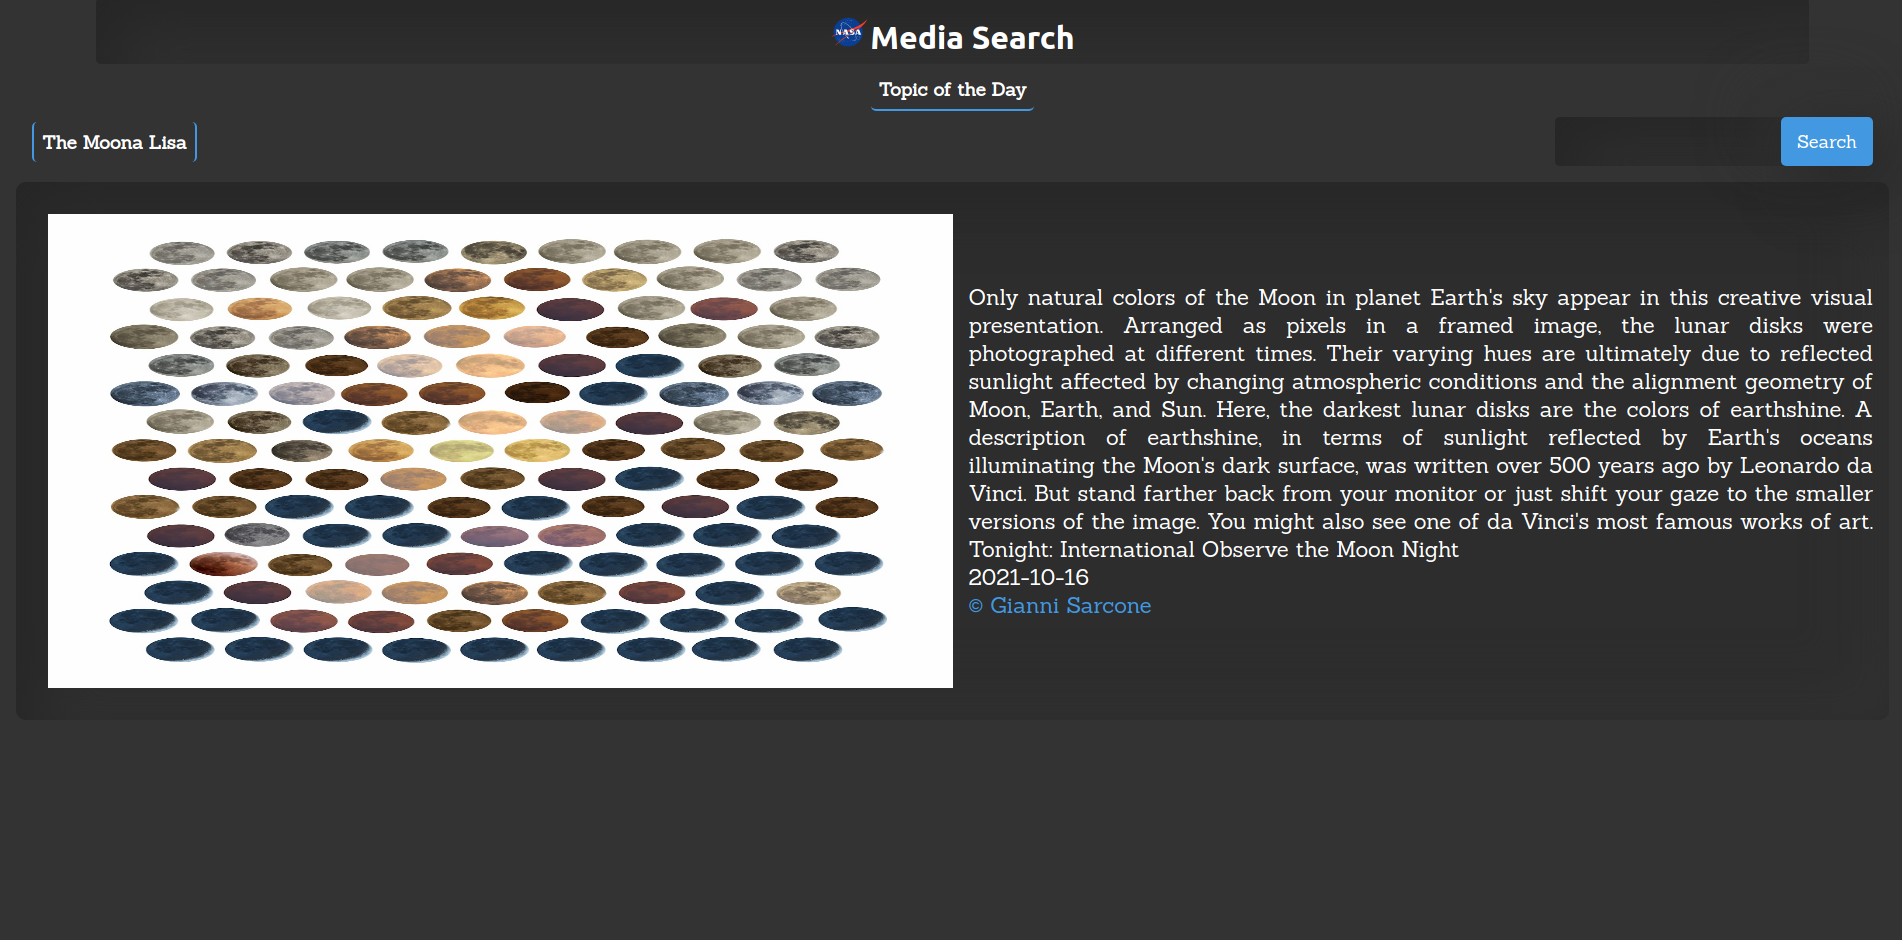 NASA Media Search
Topic of the Day
The Moona Lisa
Search
Only natural colors of the Moon in planet Earth's sky appear in this creative visual
presentation. Arranged as pixels in a framed image, the lunar disks were
photographed at different times. Their varying hues are ultimately due to reflected
sunlight affected by changing atmospheric conditions and the alignment geometry of
Moon, Earth, and Sun. Here, the darkest lunar disks are the colors of earthshine. A
description of earthshine, in terms of sunlight reflected by Earth's oceans
illuminating the Moon's dark surface, was written over 500 years ago by Leonardo da
Vinci. But stand farther back from your monitor or just shift your gaze to the smaller
versions of the image. You might also see one of da Vinci's most famous works of art.
Tonight: International Observe the Moon Night
2021-10-16
© Gianni Sarcone